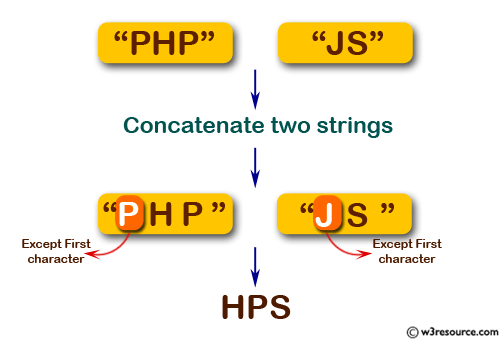 “PHP” “JS”
Concatenate two strings
“P H P ” “J S ”
Except First
character
Except First
character
HPS
© w3resource.com